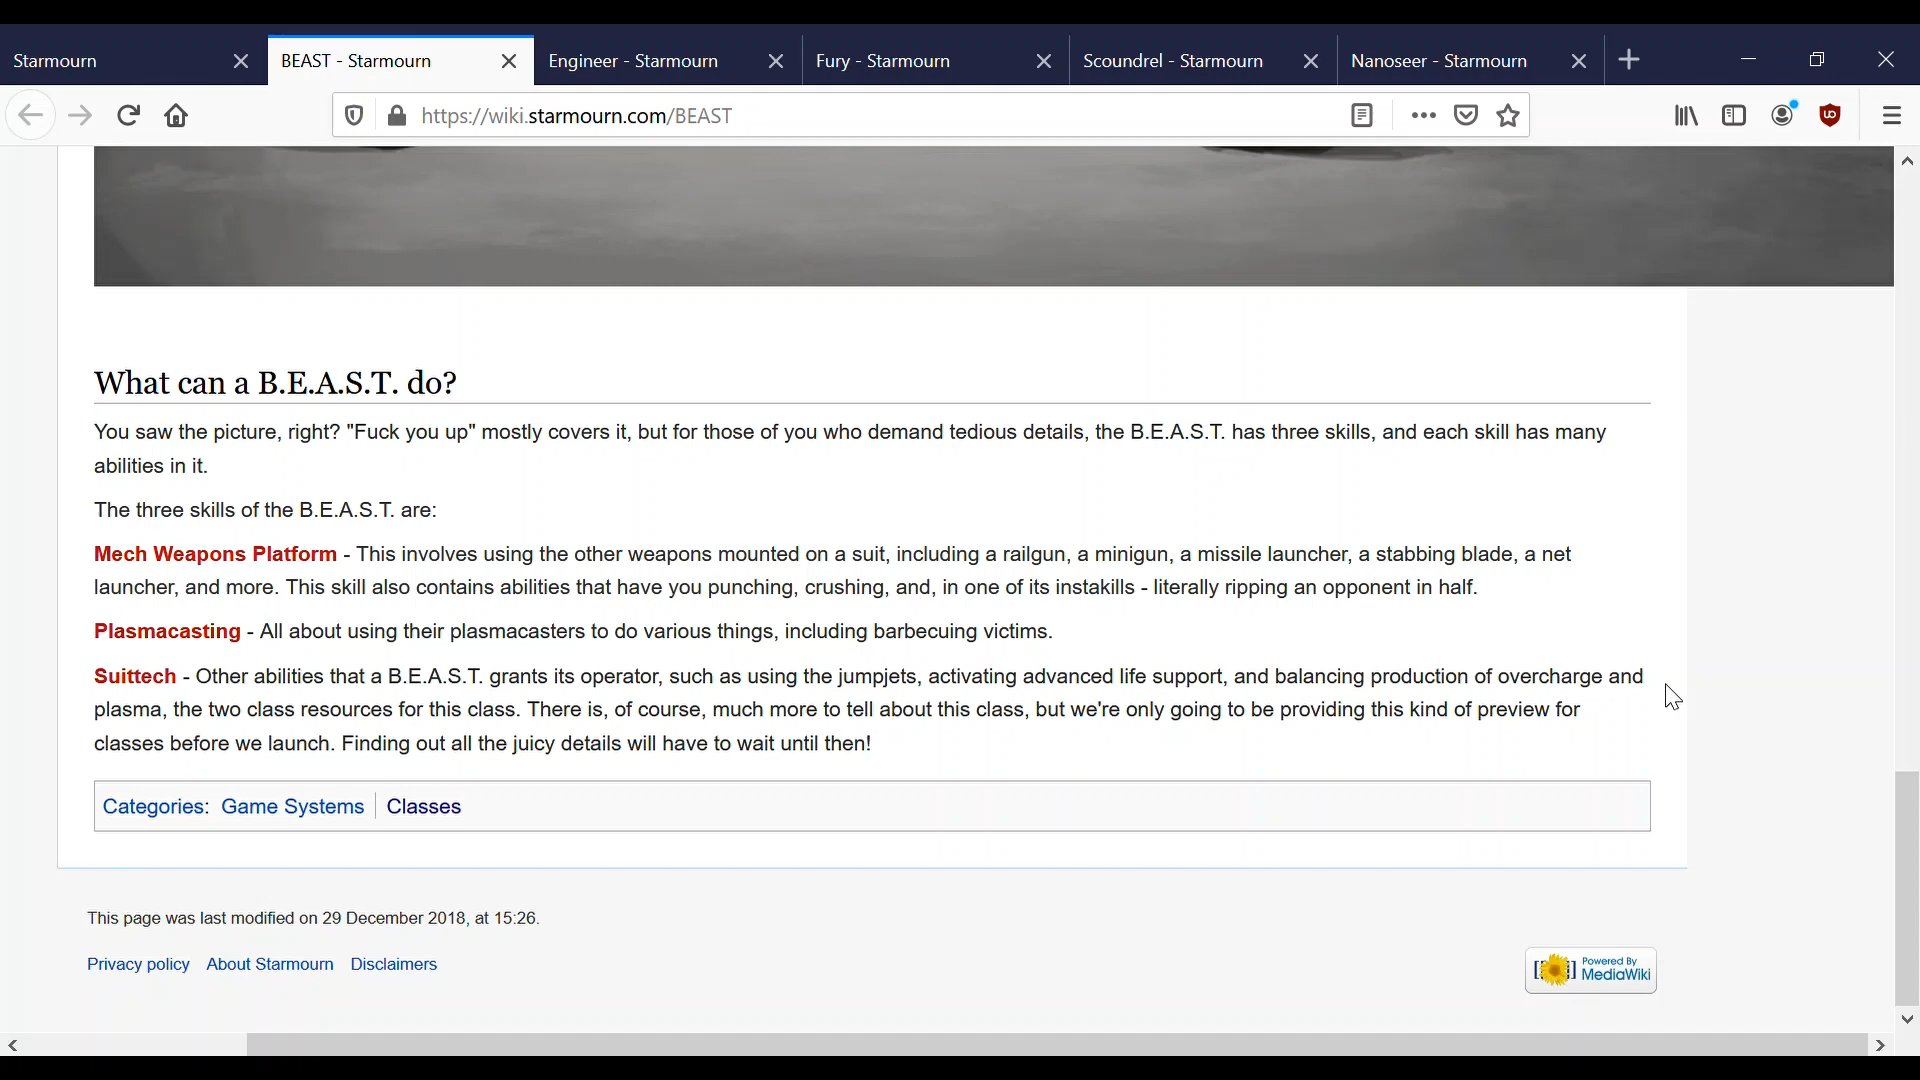 Starmourn
BEAST - Starmourn
Engineer - Starmourn
Fury - Starmourn
Scoundrel - Starmourn
Nanoseer - Starmourn
https://wiki.starmourn.com/BEAST
What can a B.E.A.S.T. do?
You saw the picture, right? "Fuck you up" mostly covers it, but for those of you who demand tedious details, the B.E.A.S.T. has three skills, and each skill has many
abilities in it.
The three skills of the B.E.A.S.T. are:
Mech Weapons Platform - This involves using the other weapons mounted on a suit, including a railgun, a minigun, a missile launcher, a stabbing blade, a net
launcher, and more. This skill also contains abilities that have you punching, crushing, and, in one of its instakills - literally ripping an opponent in half.
Plasmacasting - All about using their plasmacasters to do various things, including barbecuing victims.
Suittech - Other abilities that a B.E.A.S.T. grants its operator, such as using the jumpjets, activating advanced life support, and balancing production of overcharge and
plasma, the two class resources for this class. There is, of course, much more to tell about this class, but we're only going to be providing this kind of preview for
classes before we launch. Finding out all the juicy details will have to wait until then!
Categories: Game Systems Classes
This page was last modified on 29 December 2018, at 15:26.
Privacy policy About Starmourn Disclaimers
Powered By
MediaWiki